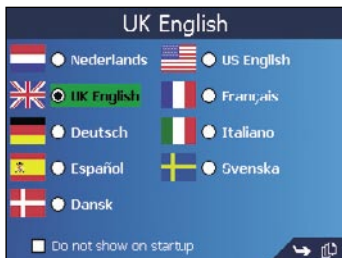 UK English
Nederlands
US English
UK English
Français
Deutsch
Italiano
Español
Svenska
Dansk
Do not show on startup